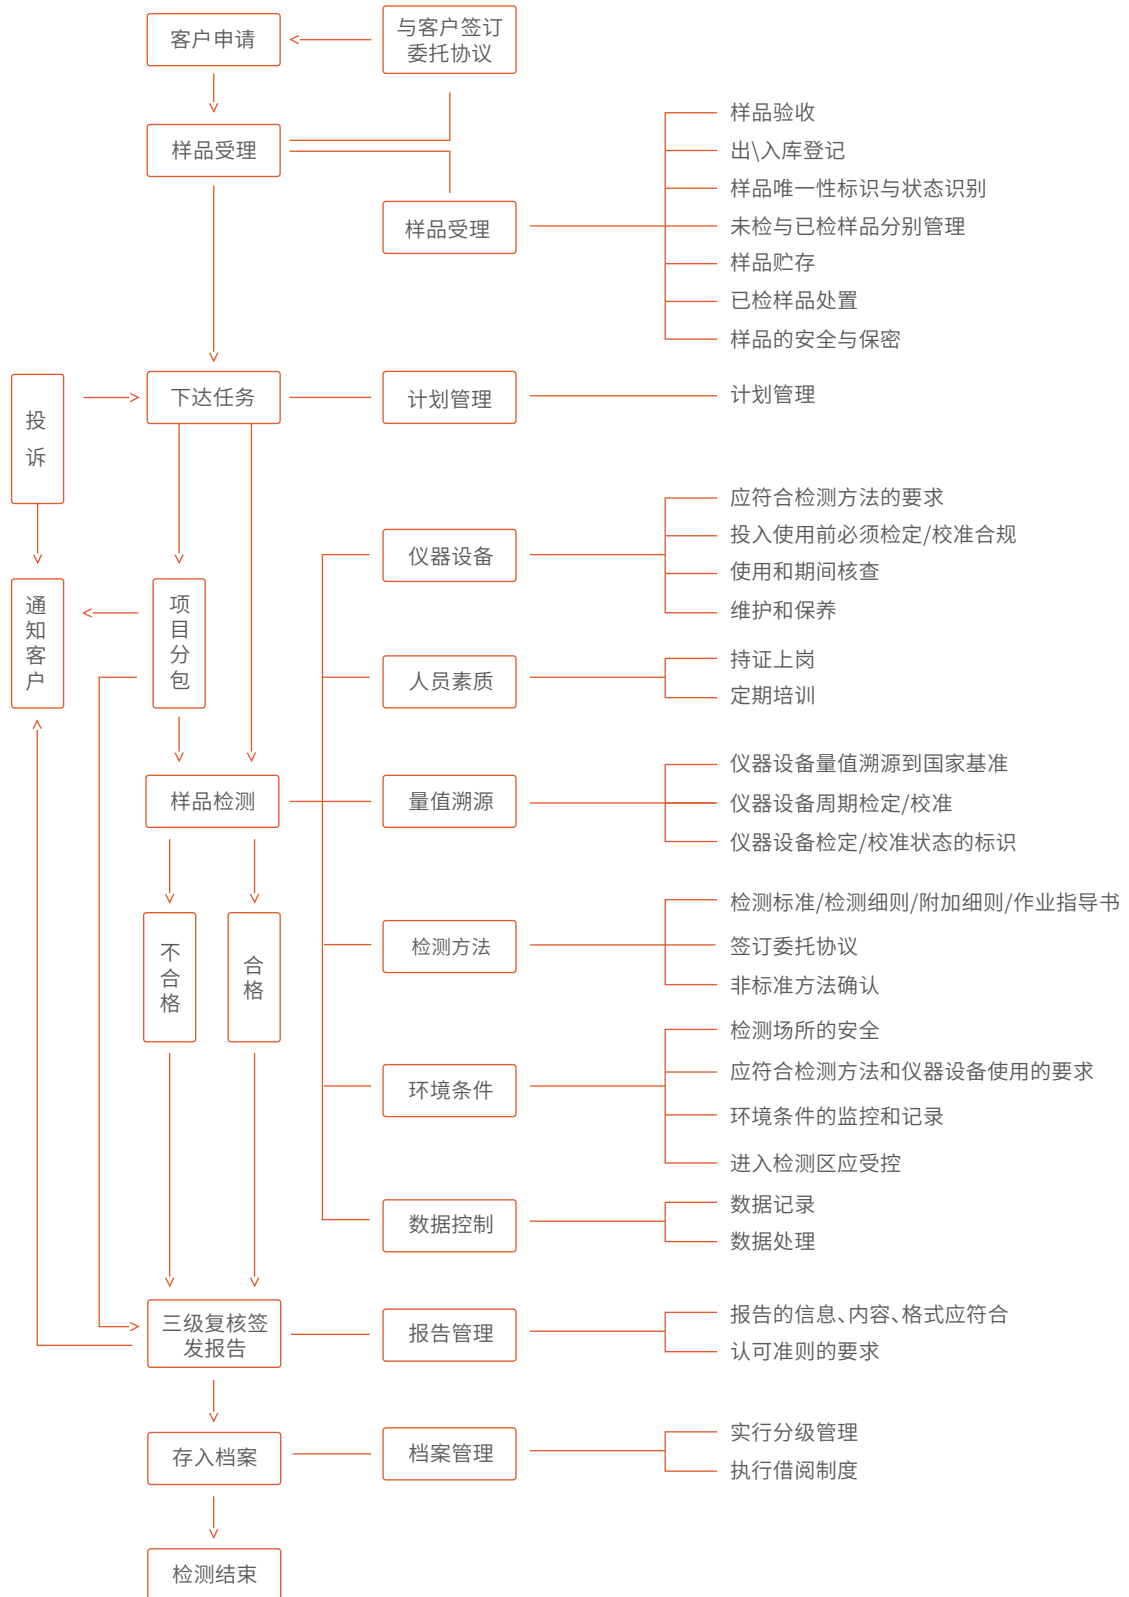 客户申请
与客户签订
委托协议
样品受理
样品受理
样品验收
出\入库登记
样品唯一性标识与状态识别
未检与已检样品分别管理
样品贮存
已检样品处置
样品的安全与保密
投
诉
下达任务
计划管理
计划管理
通
知
客
户
项
目
分
包
仪器设备
应符合检测方法的要求
投入使用前必须检定/校准合规
使用和期间核查
维护和保养
人员素质
持证上岗
定期培训
样品检测
量值溯源
仪器设备量值溯源到国家基准
仪器设备周期检定/校准
仪器设备检定/校准状态的标识
不
合
格
合
格
检测方法
检测标准/检测细则/附加细则/作业指导书
签订委托协议
非标准方法确认
环境条件
检测场所的安全
应符合检测方法和仪器设备使用的要求
环境条件的监控和记录
进入检测区应受控
数据控制
数据记录
数据处理
三级复核签
发报告
报告管理
报告的信息、内容、格式应符合
认可准则的要求
存入档案
档案管理
实行分级管理
执行借阅制度
检测结束